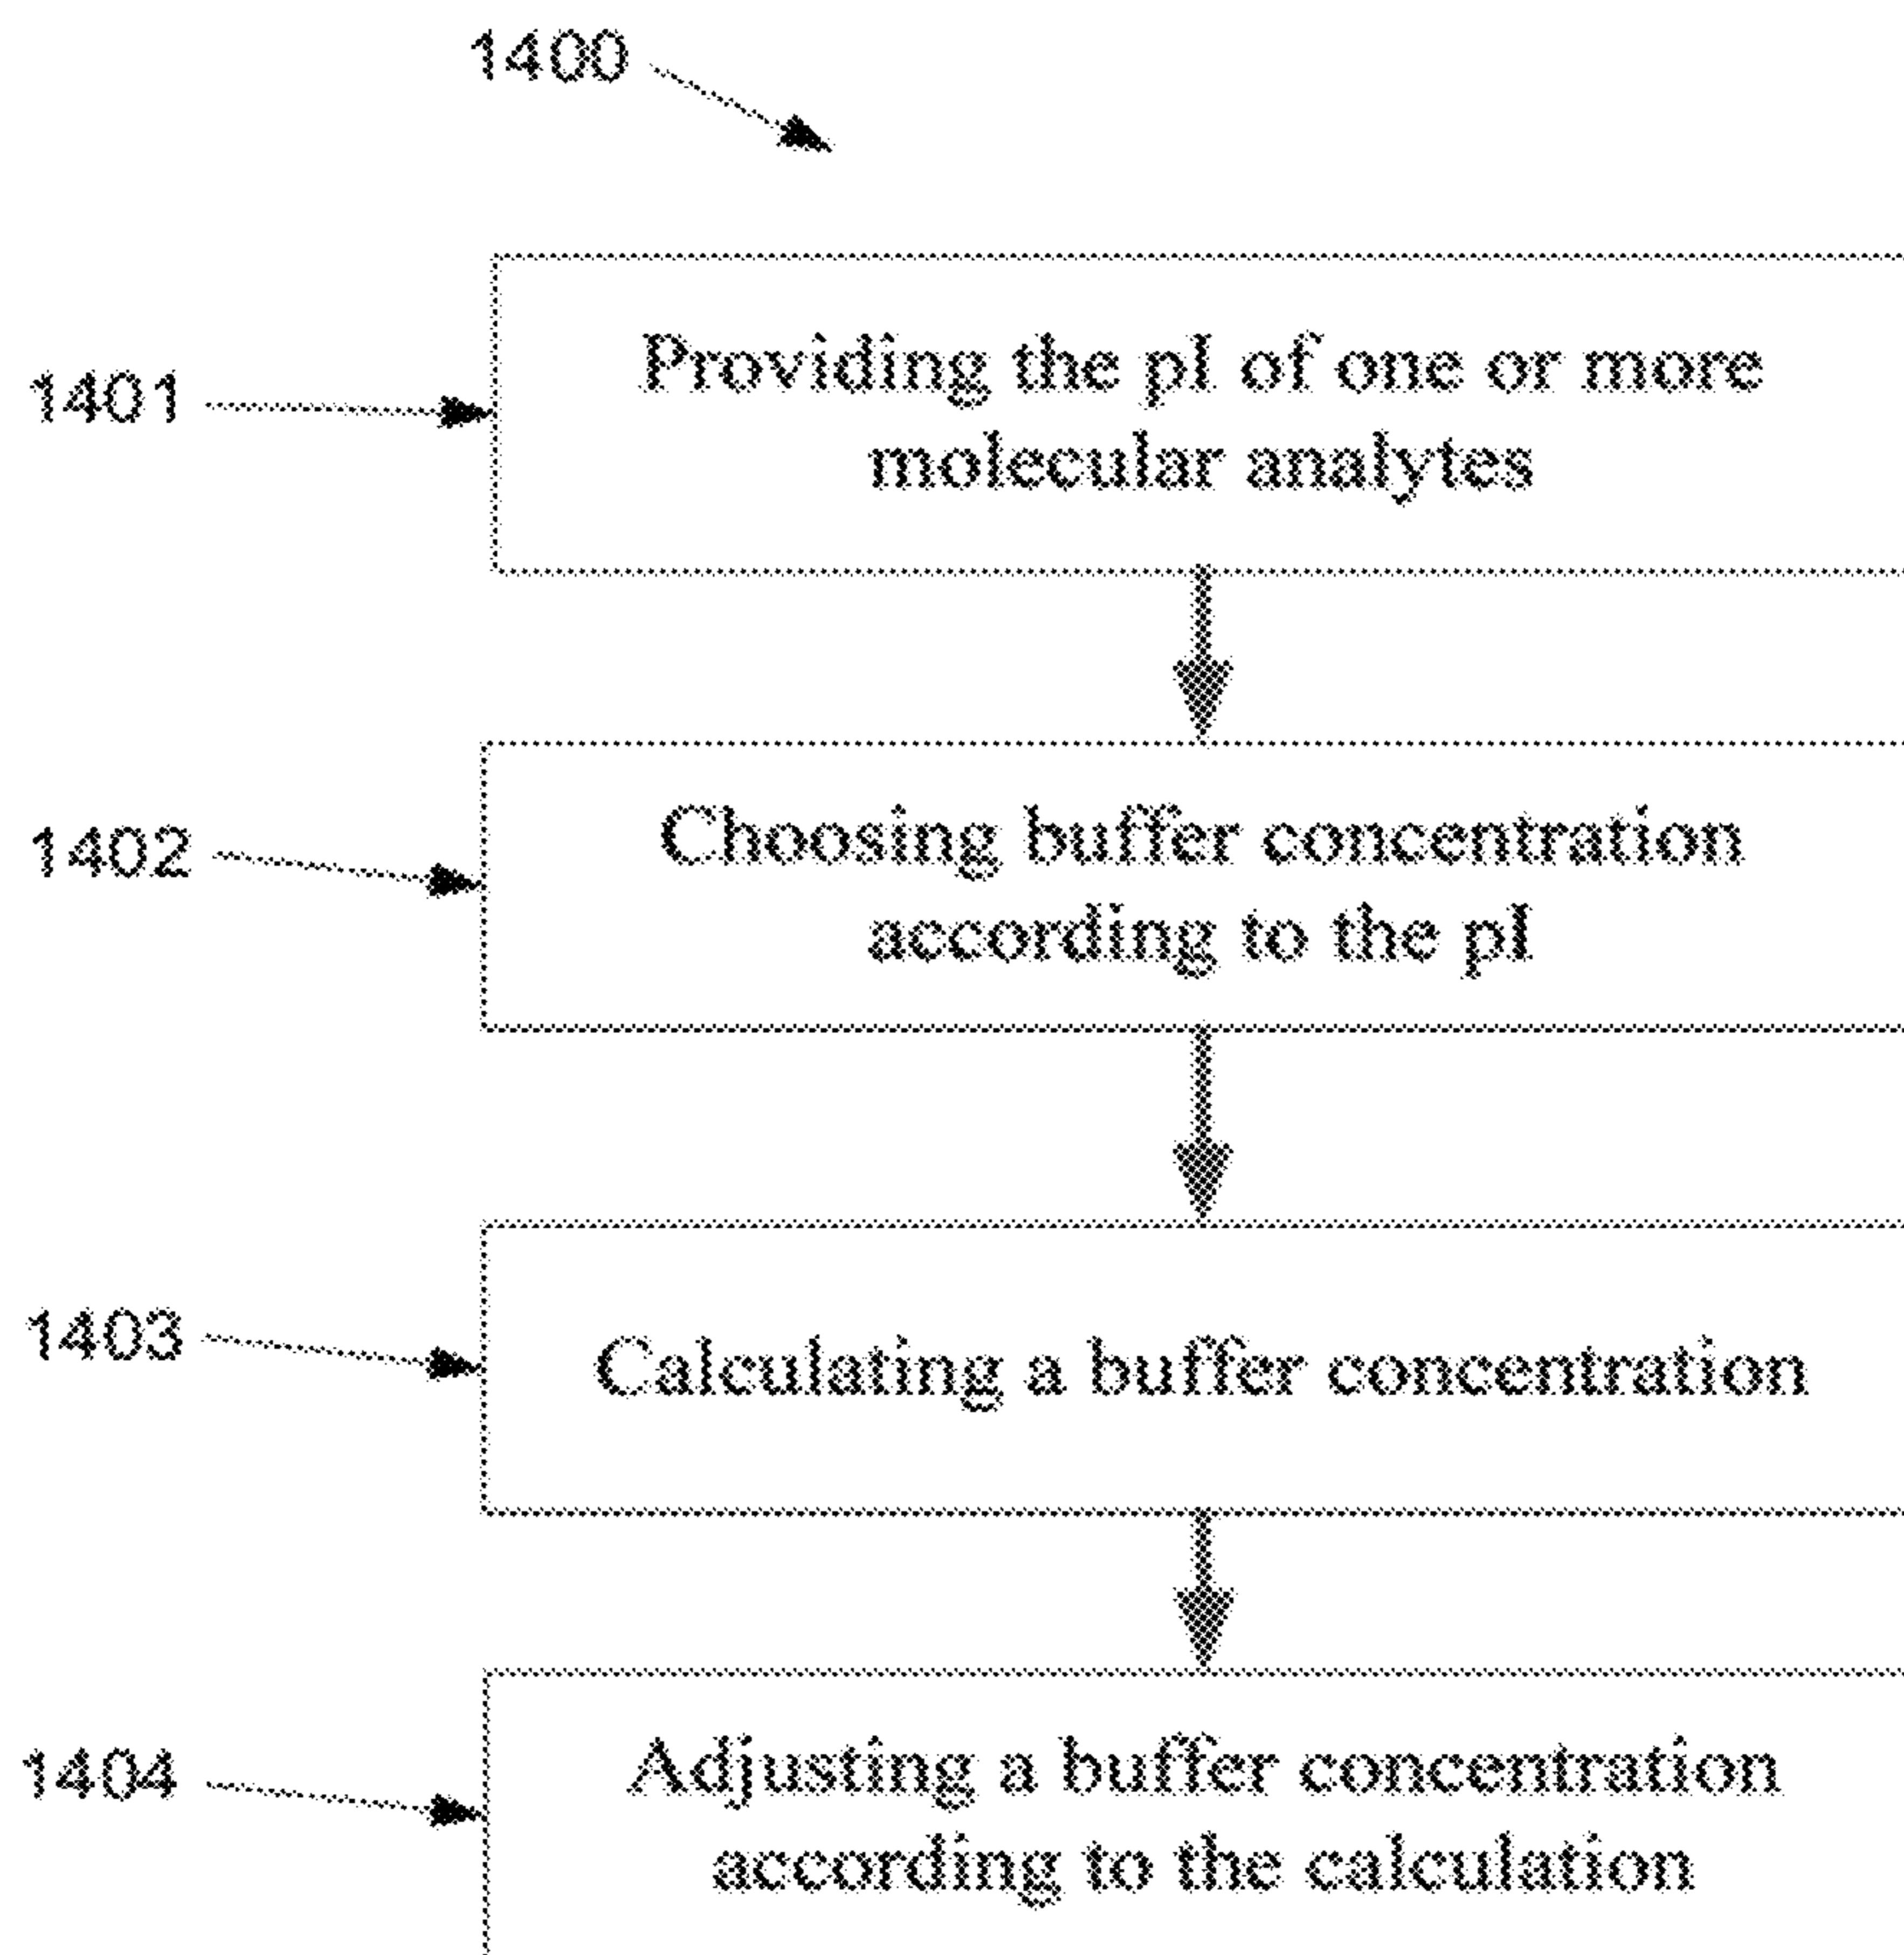 1400
1401
Providing the pI of one or more
molecular analytes
1402
Choosing buffer concentration
according to the pI
1403
Calculating a buffer concentration
1404
Adjusting a buffer concentration
according to the calculation